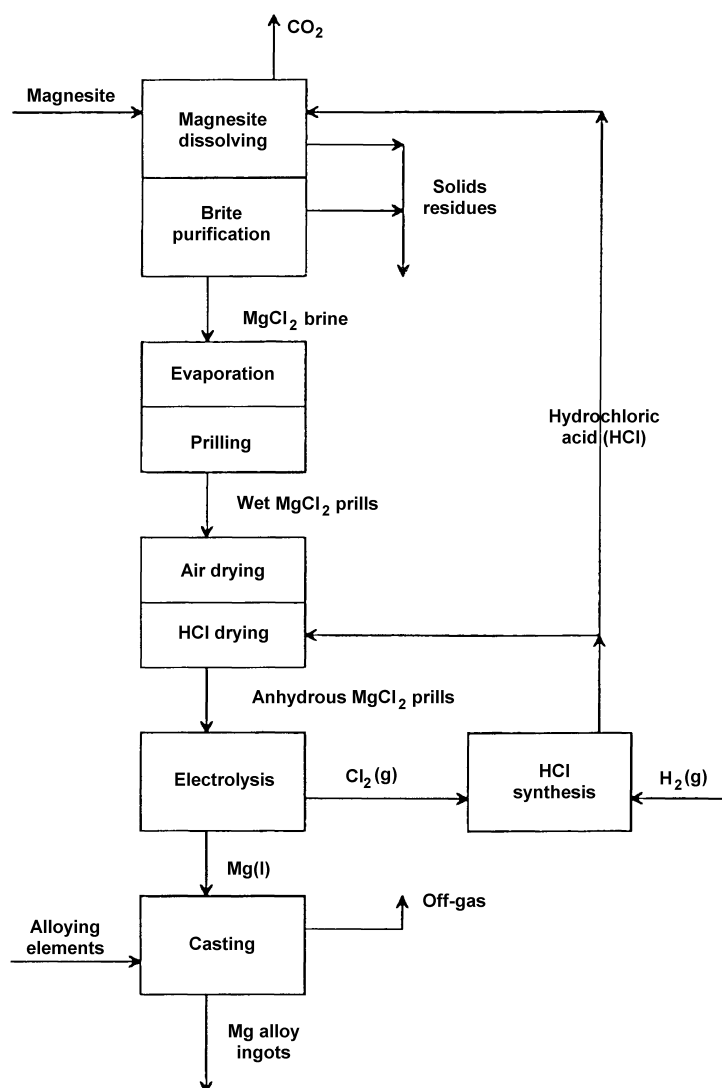 CO2
Magnesite
Magnesite
dissolving
Solids
residues
Brite
purification
MgCl2 brine
Evaporation
Prilling
Hydrochloric
acid (HCl)
Wet MgCl2 prills
Air drying
HCl drying
Anhydrous MgCl2 prills
Electrolysis
Cl2(g)
HCl
synthesis
H2(g)
Mg(l)
Off-gas
Alloying
elements
Casting
Mg alloy
ingots